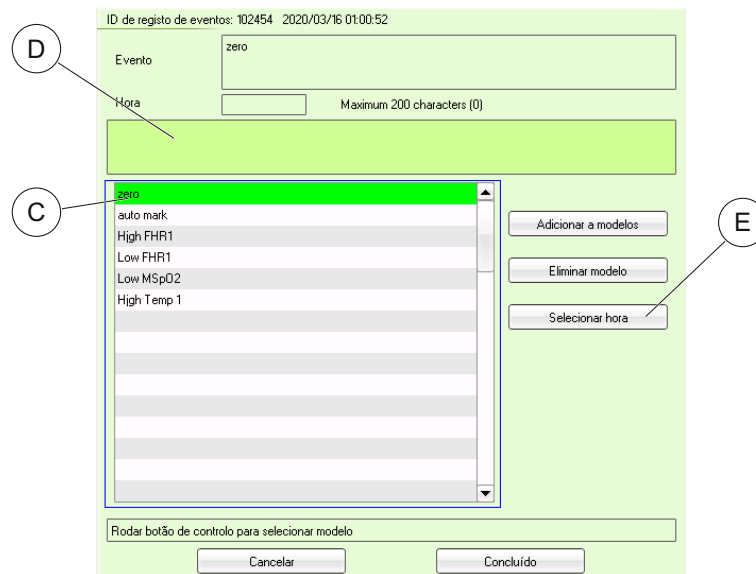 ID de registo de eventos: 102454 2020/03/16 01:00:52
D
Evento
zero
Hora
Maximum 200 characters (0)
C
zero
auto mark
High FHR1
Low FHR1
Low MSpO2
High Temp 1
Adicionar a modelos
E
Eliminar modelo
Selecionar hora
Rodar botão de controlo para selecionar modelo
Cancelar
Concluído